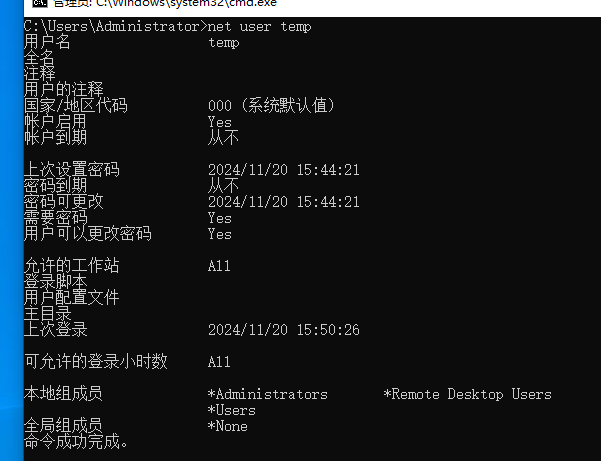 管理员: C:\Windows\system32\cmd.exe
C:\Users\Administrator>net user temp
用户名 temp
全名
注释
用户的注释
国家/地区代码 000 (系统默认值)
帐户启用 Yes
帐户到期 从不
上次设置密码 2024/11/20 15:44:21
密码到期 从不
密码可更改 2024/11/20 15:44:21
需要密码 Yes
用户可以更改密码 Yes
允许的工作站 All
登录脚本
用户配置文件
主目录
上次登录 2024/11/20 15:50:26
可允许的登录小时数 All
本地组成员 *Administrators *Remote Desktop Users
*Users
全局组成员 *None
命令成功完成。